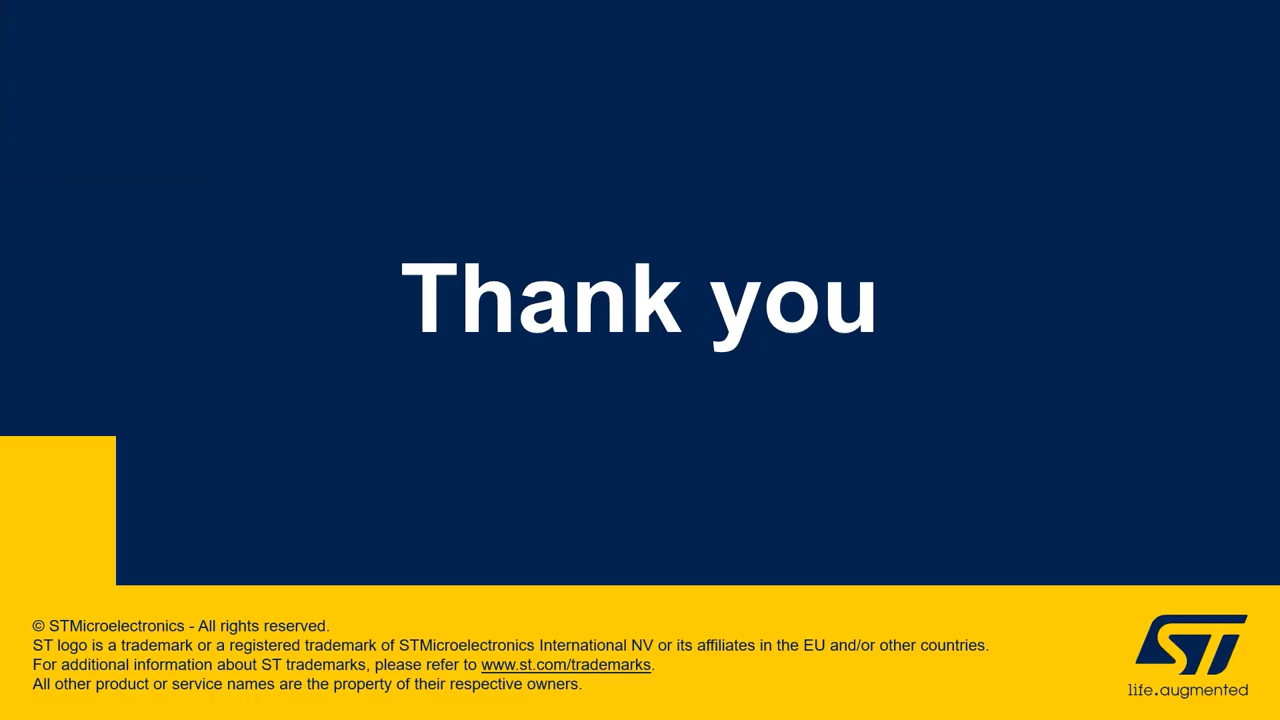 Thank you
© STMicroelectronics - All rights reserved.
ST logo is a trademark or a registered trademark of STMicroelectronics International NV or its affiliates in the EU and/or other countries.
For additional information about ST trademarks, please refer to www.st.com/trademarks.
All other product or service names are the property of their respective owners.
ST
life.augmented